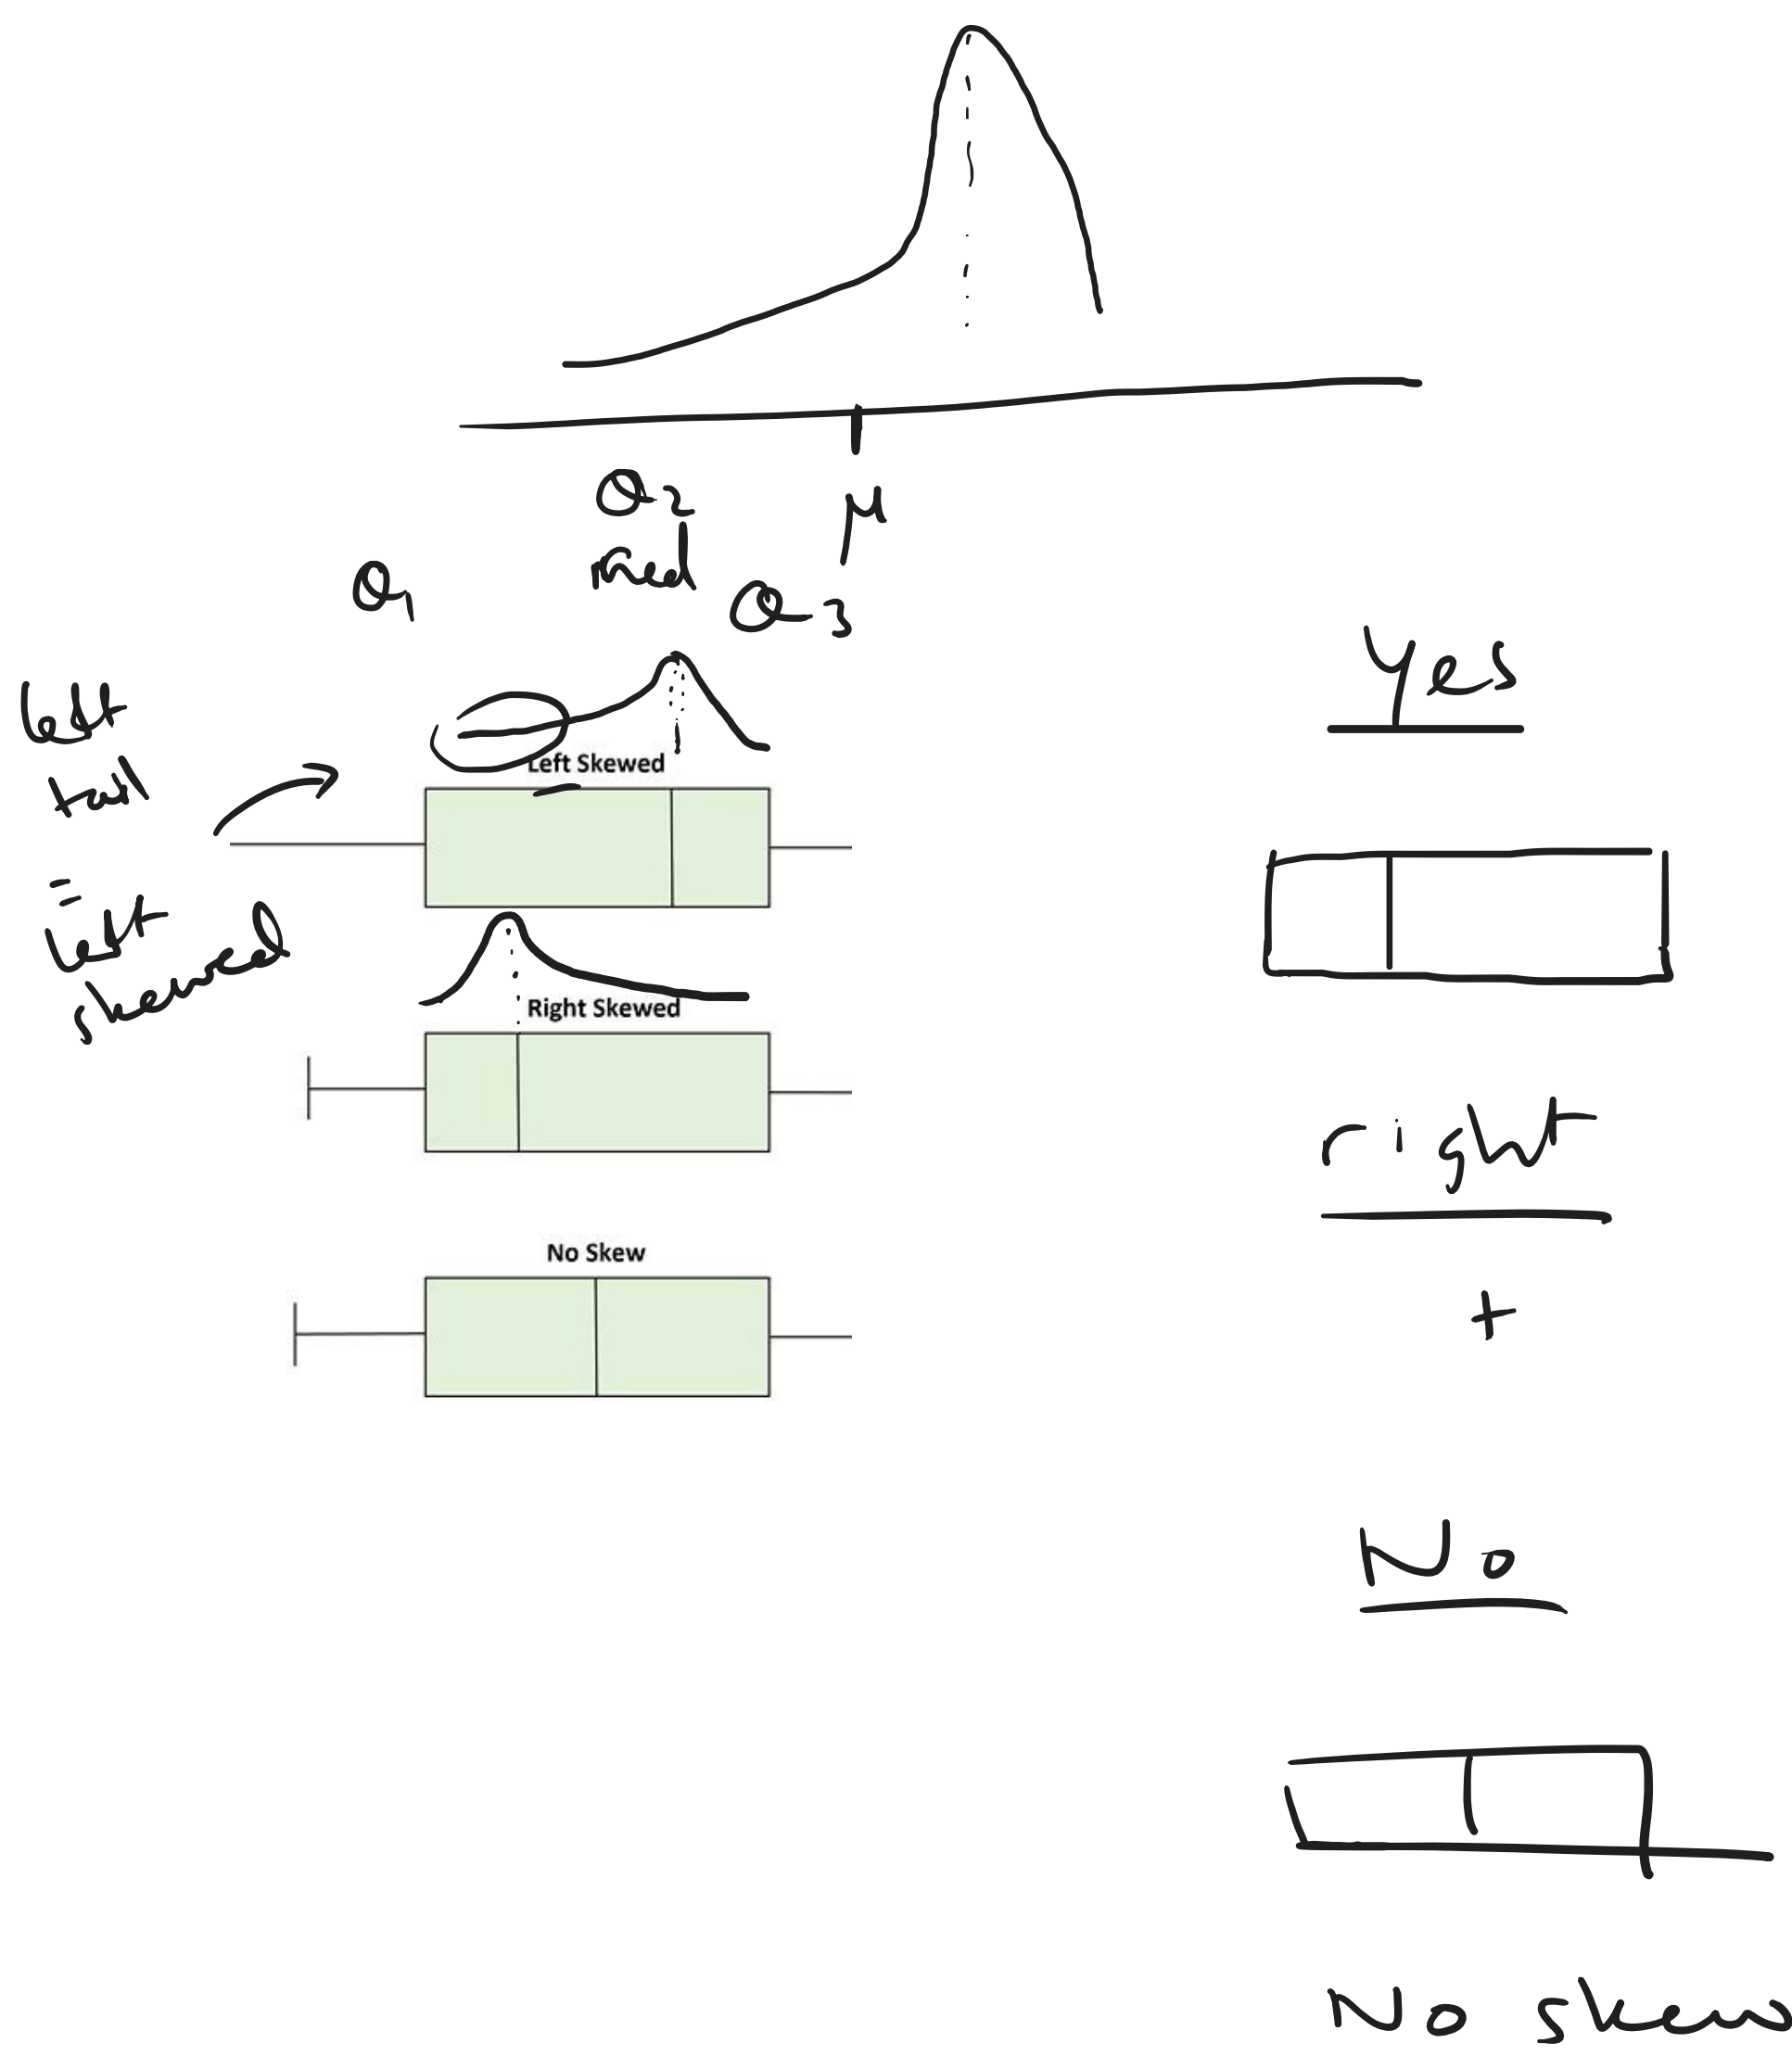 Q2
μ
med
Q1
Q3
Yes
left
tail
Left Skewed
=
left
skewed
Right Skewed
right
+
No Skew
No
No skew